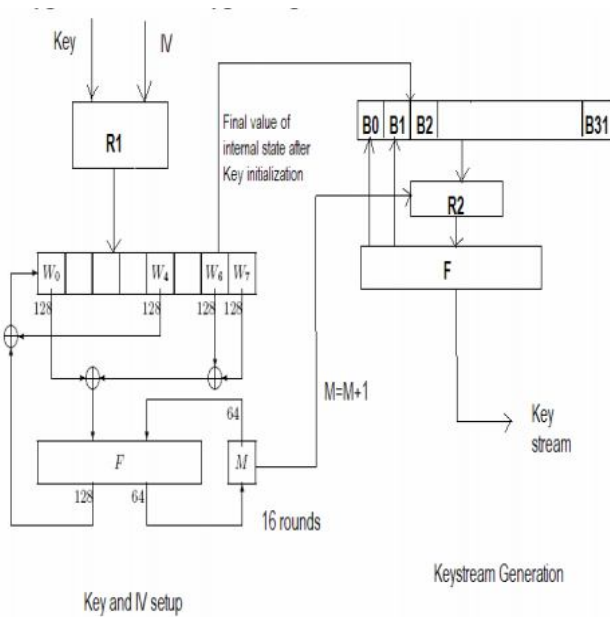 Key
IV
R1
Final value of
internal state after
Key initialization
B0 B1 B2 B31
R2
F
W0 W4 W6 W7
128 128 128 128
M=M+1
64
F M
128 64
16 rounds
Key
stream
Keystream Generation
Key and IV setup